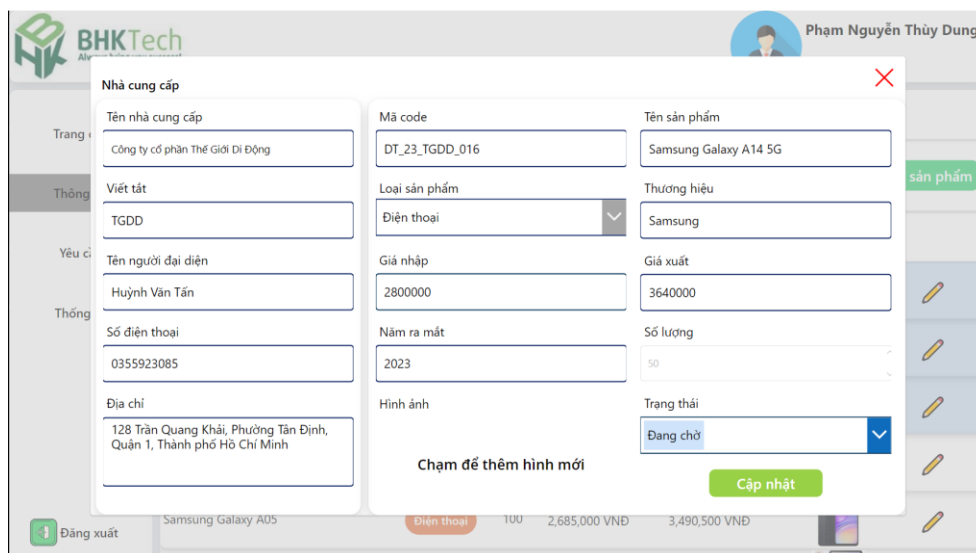 BHKTech
Phạm Nguyễn Thùy Dung
Nhà cung cấp
Tên nhà cung cấp
Công ty cổ phần Thế Giới Di Động
Viết tắt
TGDD
Tên người đại diện
Huỳnh Văn Tấn
Số điện thoại
0355923085
Địa chỉ
128 Trần Quang Khải, Phường Tân Định,
Quận 1, Thành phố Hồ Chí Minh
Mã code
DT_23_TGDD_016
Tên sản phẩm
Samsung Galaxy A14 5G
Loại sản phẩm
Điện thoại
Thương hiệu
Samsung
Giá nhập
2800000
Giá xuất
3640000
Năm ra mắt
2023
Số lượng
50
Hình ảnh
Chạm để thêm hình mới
Trạng thái
Đang chờ
Cập nhật
Trang
Thông
Yêu
Thống
sản phẩm
Đăng xuất
Samsung Galaxy A05
Điện thoại
100
2,685,000 VNĐ
3,490,500 VNĐ